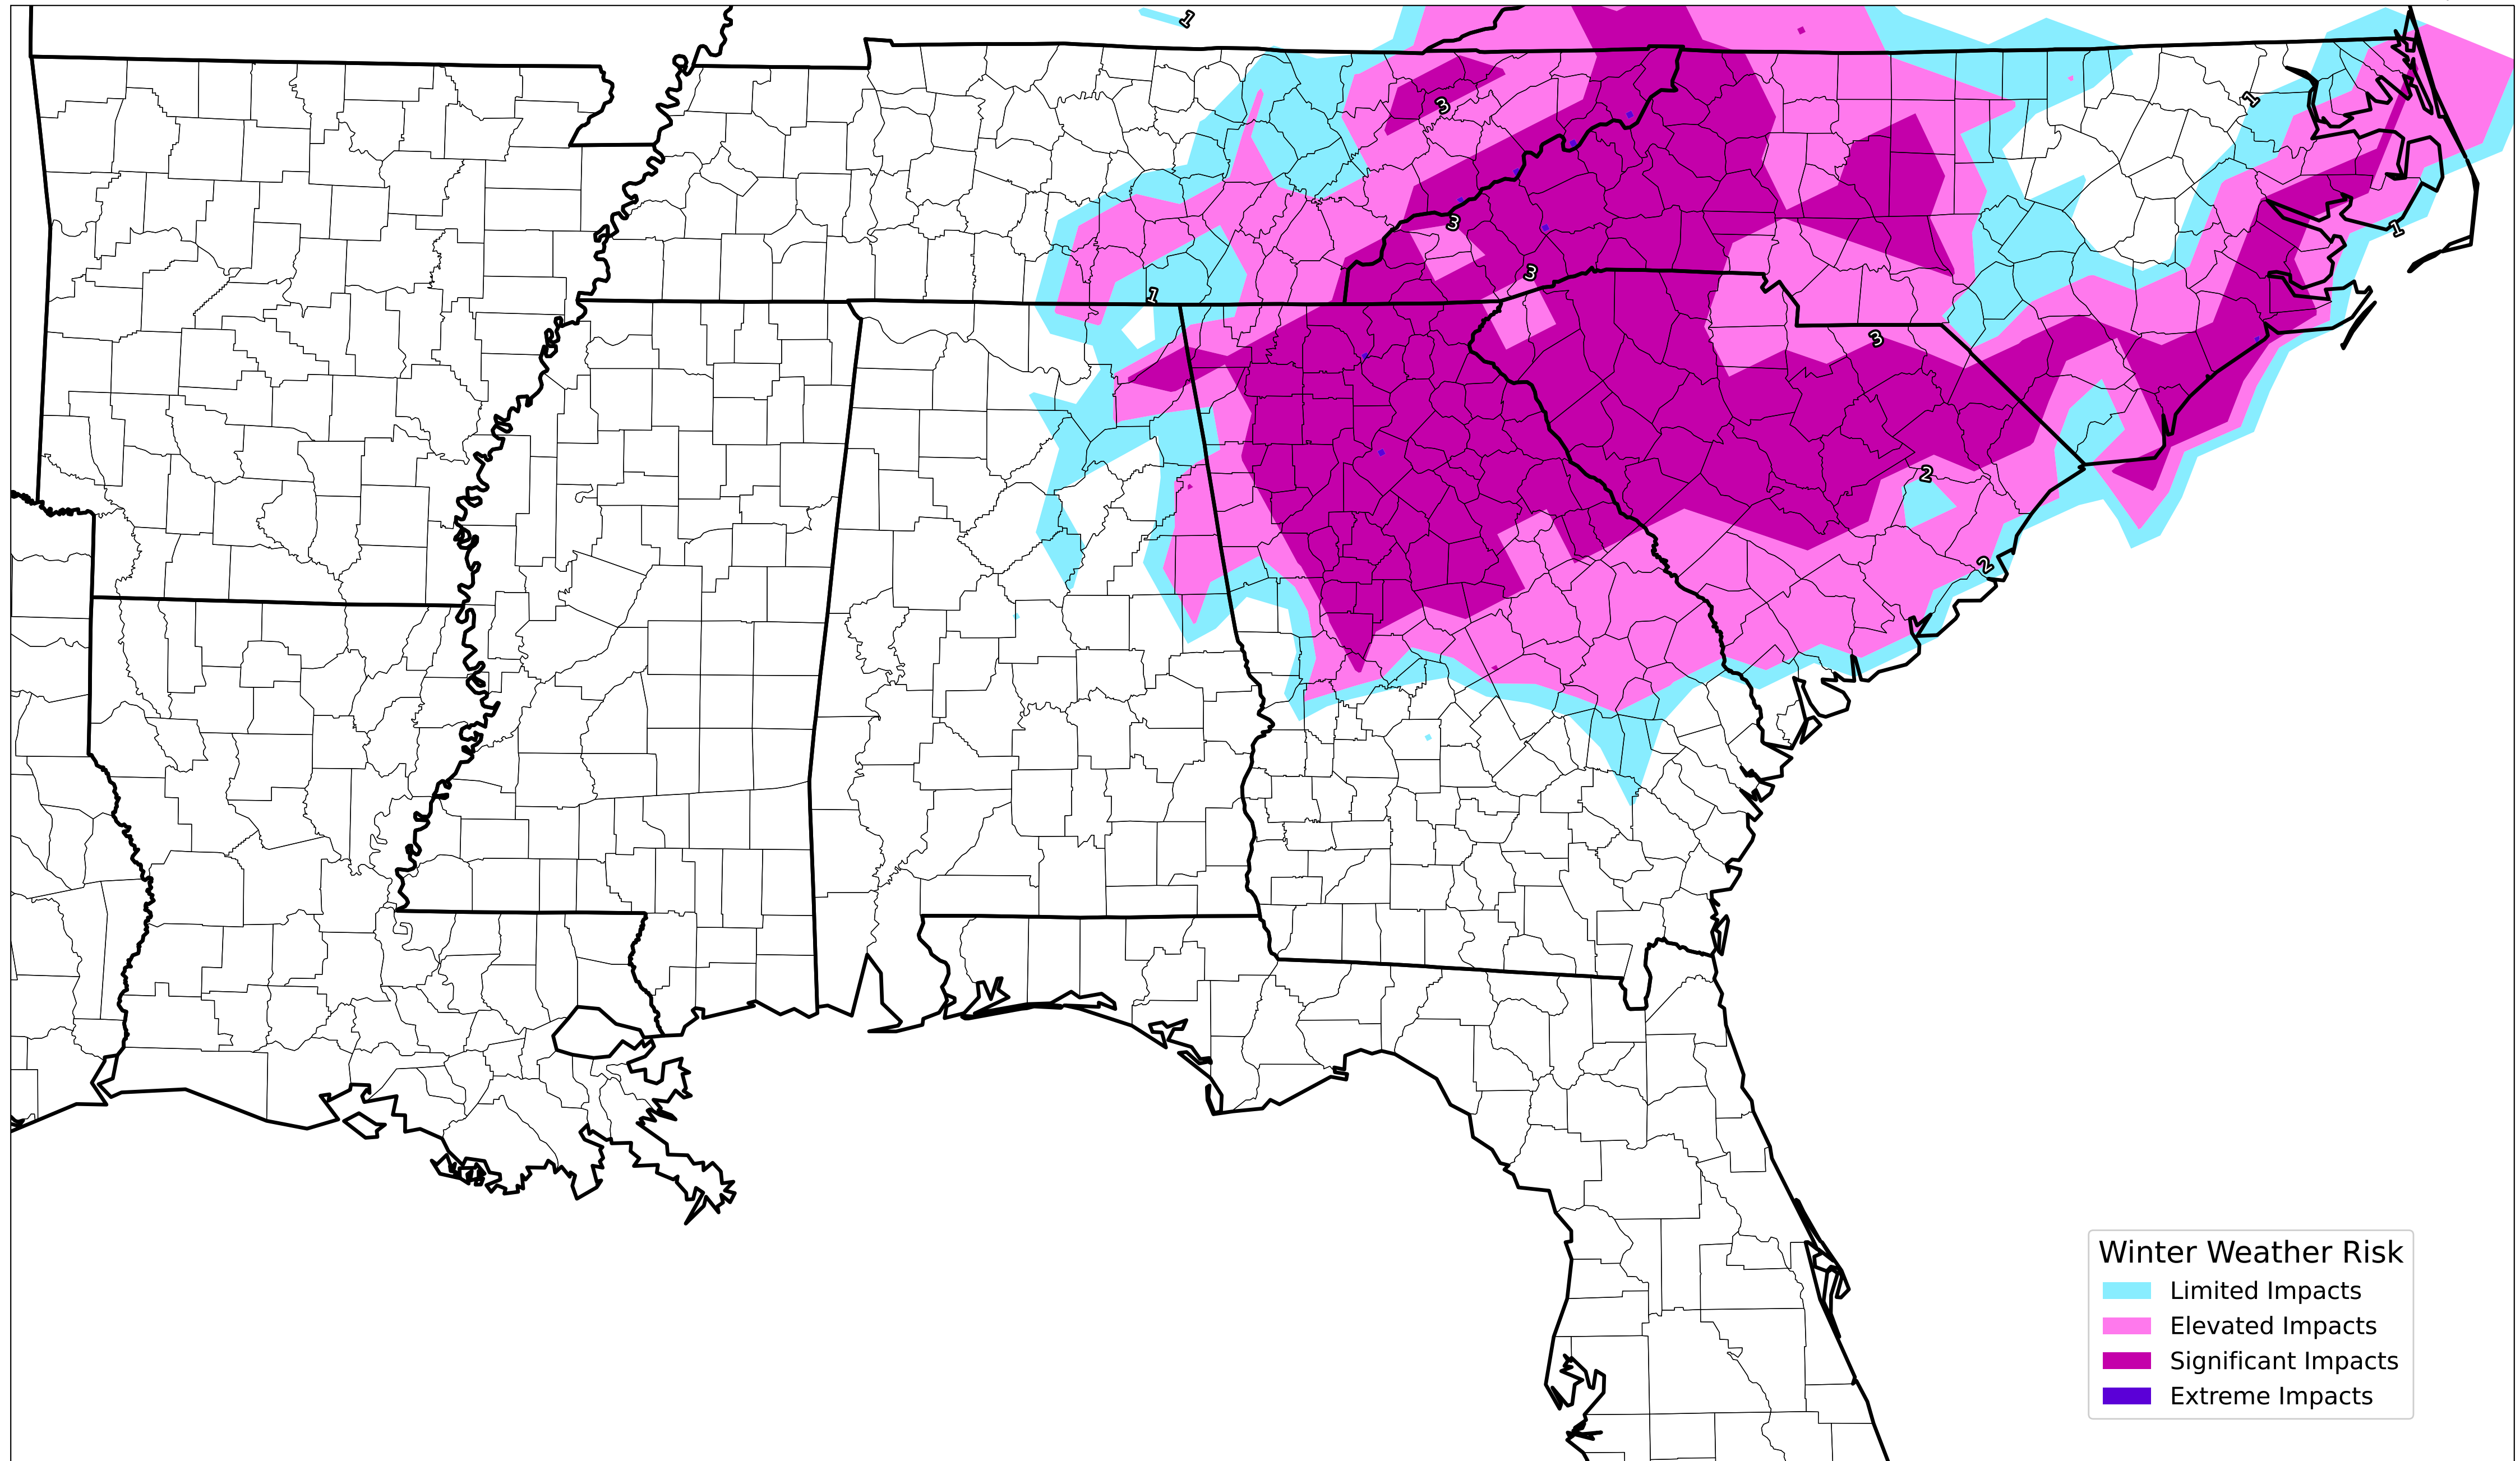 1
3
1
3
1
3
1
3
2
2
Winter Weather Risk
Limited Impacts
Elevated Impacts
Significant Impacts
Extreme Impacts